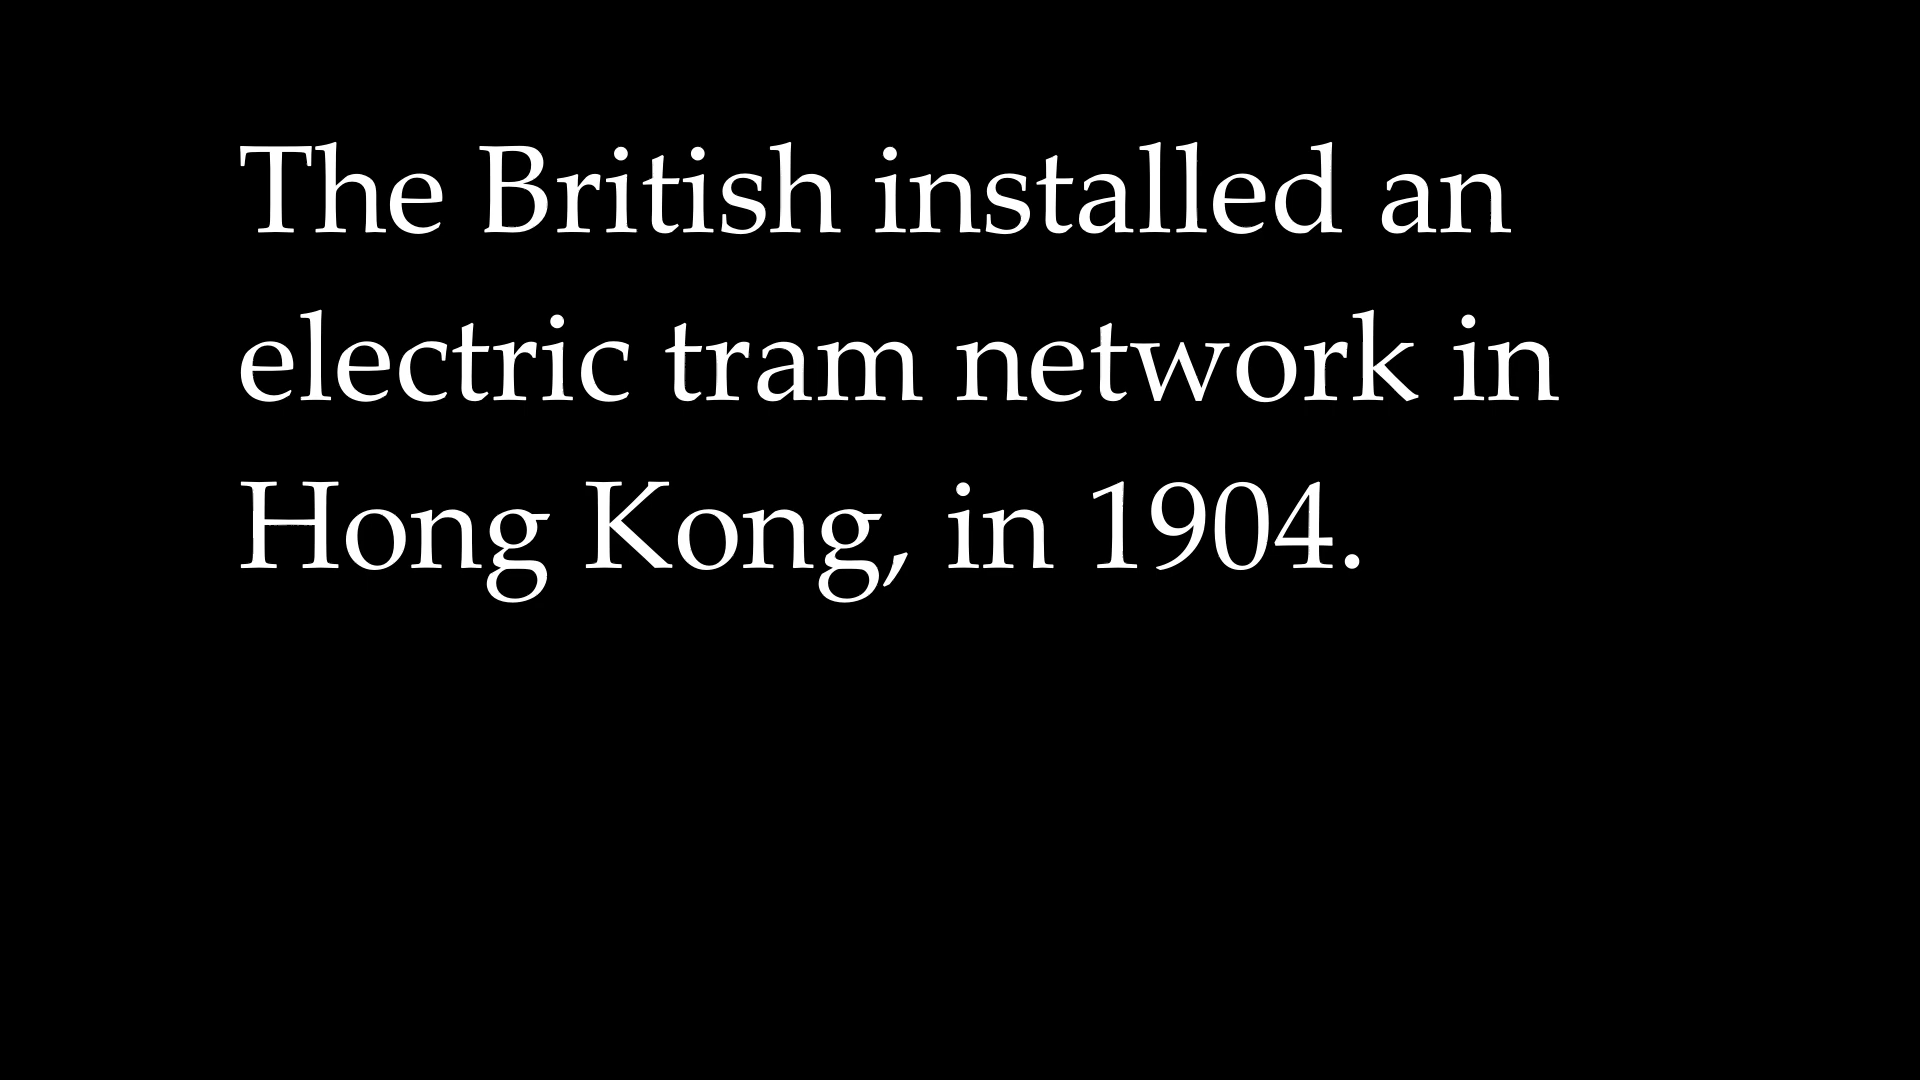 The British installed an
electric tram network in
Hong Kong, in 1904.